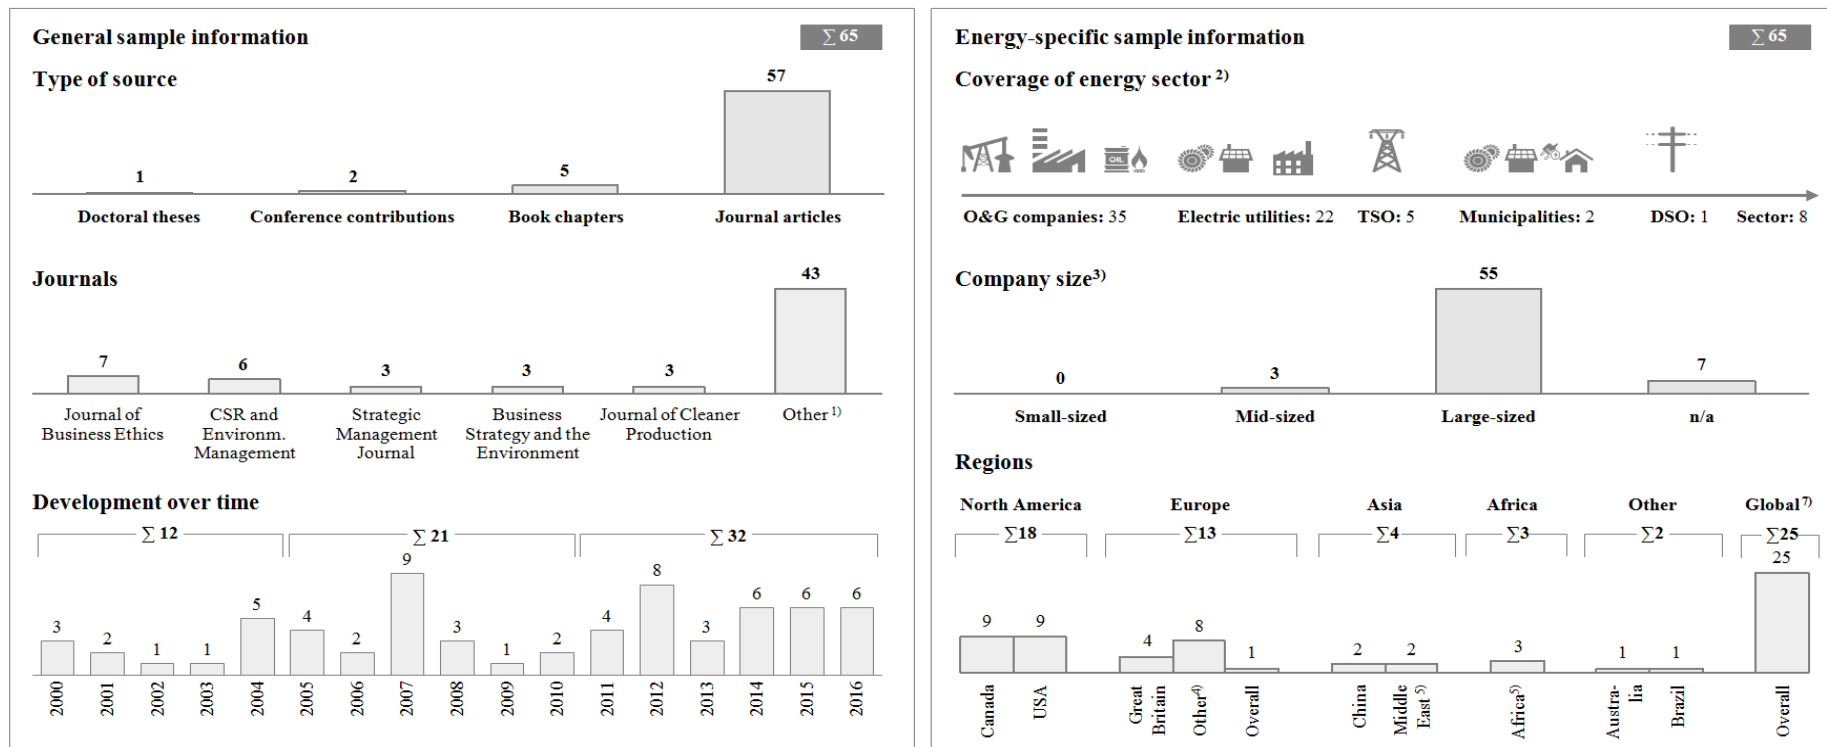 General sample information
∑ 65
Type of source
1
2
5
57
Doctoral theses
Conference contributions
Book chapters
Journal articles
Journals
7
6
3
3
3
43
Journal of
Business Ethics
CSR and
Environm.
Management
Strategic
Management
Journal
Business
Strategy and the
Environment
Journal of Cleaner
Production
Other 1)
Development over time
∑ 12
∑ 21
∑ 32
3
2
1
1
5
4
2
9
3
1
2
4
8
3
6
6
6
2000
2001
2002
2003
2004
2005
2006
2007
2008
2009
2010
2011
2012
2013
2014
2015
2016
Energy-specific sample information
∑ 65
Coverage of energy sector 2)
OIL
O&G companies: 35
Electric utilities: 22
TSO: 5
Municipalities: 2
DSO: 1
Sector: 8
Company size3)
0
3
55
7
Small-sized
Mid-sized
Large-sized
n/a
Regions
North America
Europe
Asia
Africa
Other
Global7)
∑18
∑13
∑4
∑3
∑2
∑25
9
9
4
8
1
2
2
3
1
1
25
Canada
USA
Great
Britain
Other4)
Overall
China
Middle
East 5)
Africa5)
Austra-
lia
Brazil
Overall